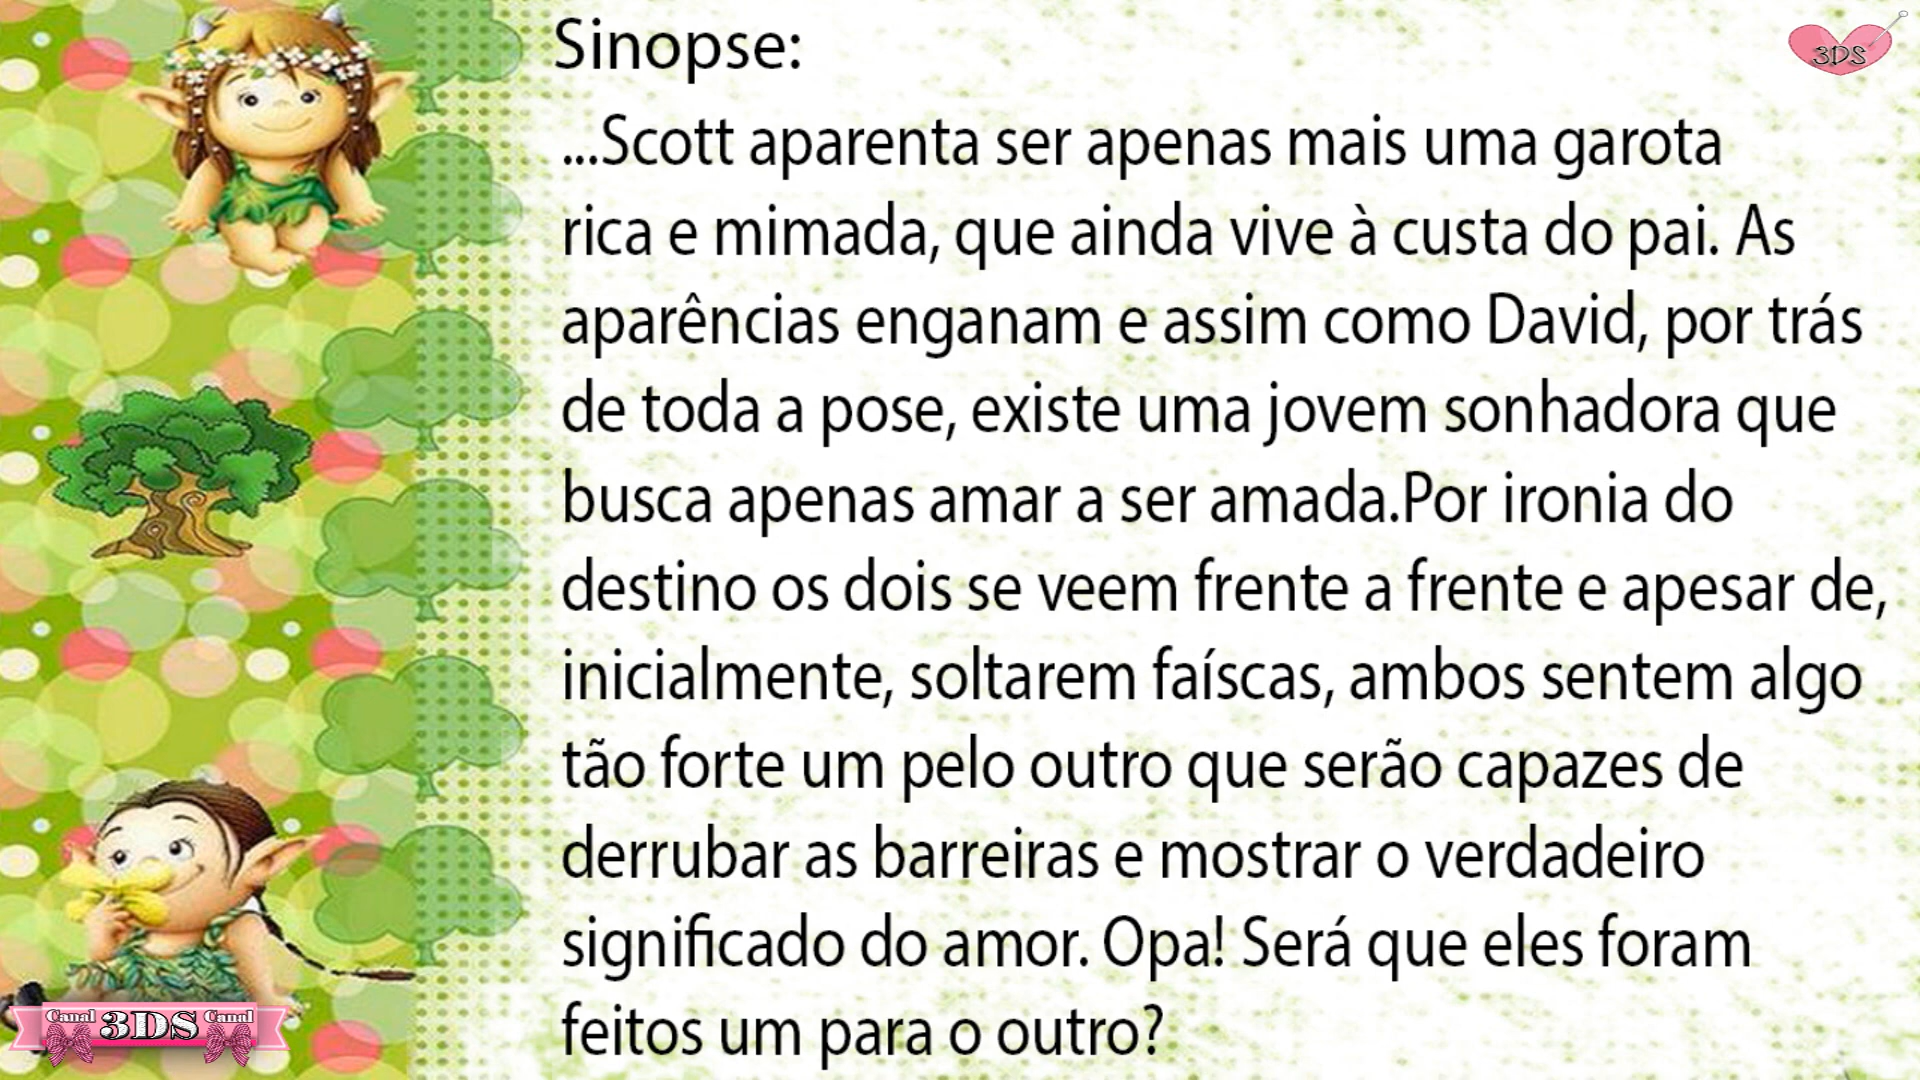 Sinopse:
3DS
...Scott aparenta ser apenas mais uma garota
rica e mimada, que ainda vive à custa do pai. As
aparências enganam e assim como David, por trás
de toda a pose, existe uma jovem sonhadora que
busca apenas amar a ser amada.Por ironia do
destino os dois se veem frente a frente e apesar de,
inicialmente, soltarem faíscas, ambos sentem algo
tão forte um pelo outro que serão capazes de
derrubar as barreiras e mostrar o verdadeiro
significado do amor. Opa! Será que eles foram
feitos um para o outro?
Canal 3DS Canal